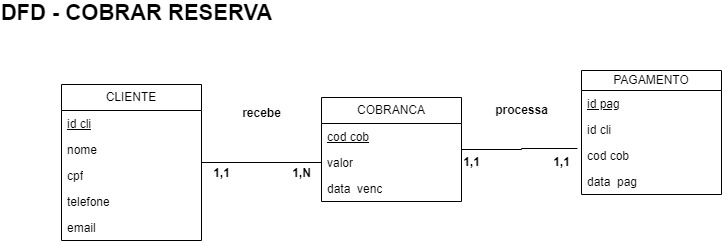 DFD - COBRAR RESERVA
CLIENTE
id cli
nome
cpf
telefone
email
recebe
1,1
1,N
COBRANCA
cod cob
valor
data venc
processa
1,1
1,1
PAGAMENTO
id pag
id cli
cod cob
data pag